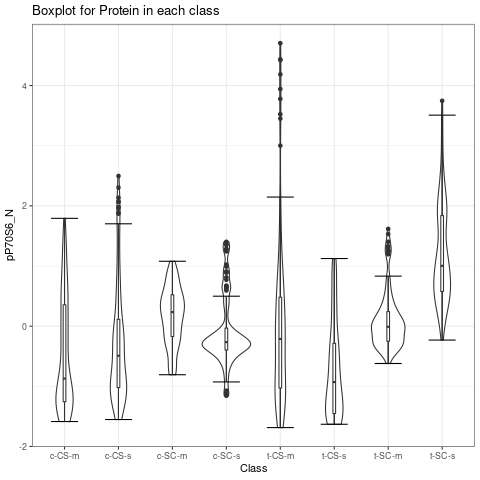 Boxplot for Protein in each class
pP70S6_N
4
2
0
-2
c-CS-m c-CS-s c-SC-m c-SC-s t-CS-m t-CS-s t-SC-m t-SC-s
Class